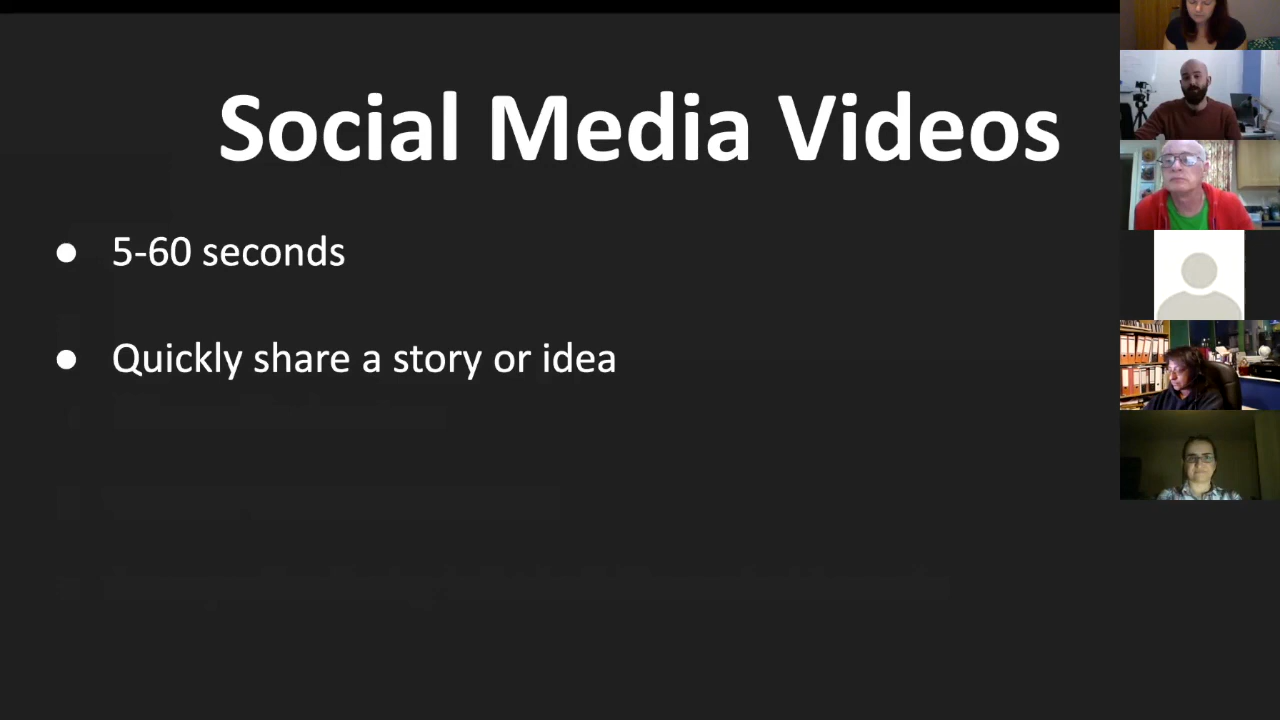 Social Media Videos
● 5-60 seconds
● Quickly share a story or idea